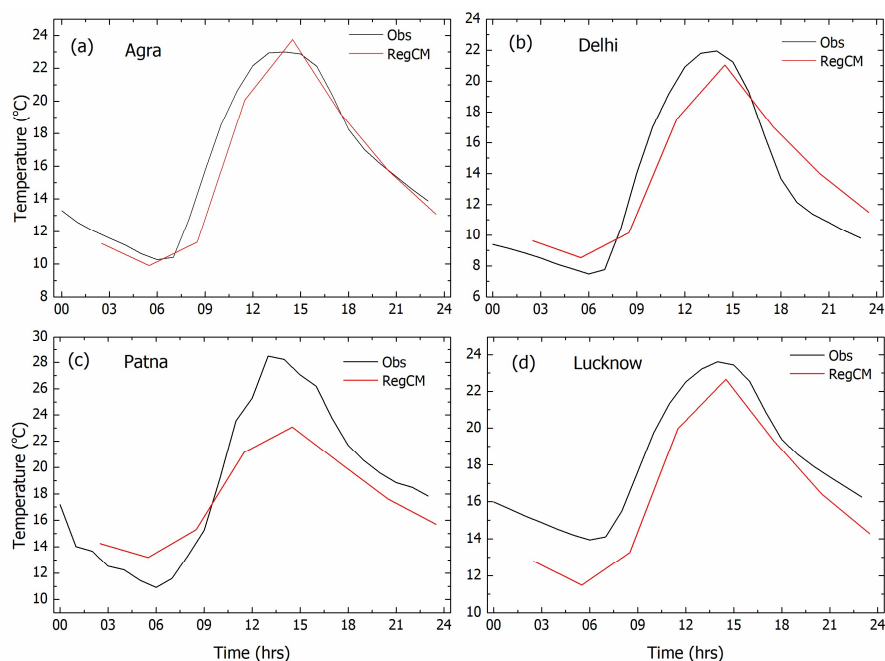 (a) Agra
Obs
RegCM
Temperature (°C)
24
22
20
18
16
14
12
10
8
00 03 06 09 12 15 18 21 24
(b) Delhi
Obs
RegCM
24
22
20
18
16
14
12
10
8
6
00 03 06 09 12 15 18 21 24
(c) Patna
Obs
RegCM
Temperature (°C)
30
28
26
24
22
20
18
16
14
12
10
00 03 06 09 12 15 18 21 24
Time (hrs)
(d) Lucknow
Obs
RegCM
24
22
20
18
16
14
12
10
00 03 06 09 12 15 18 21 24
Time (hrs)